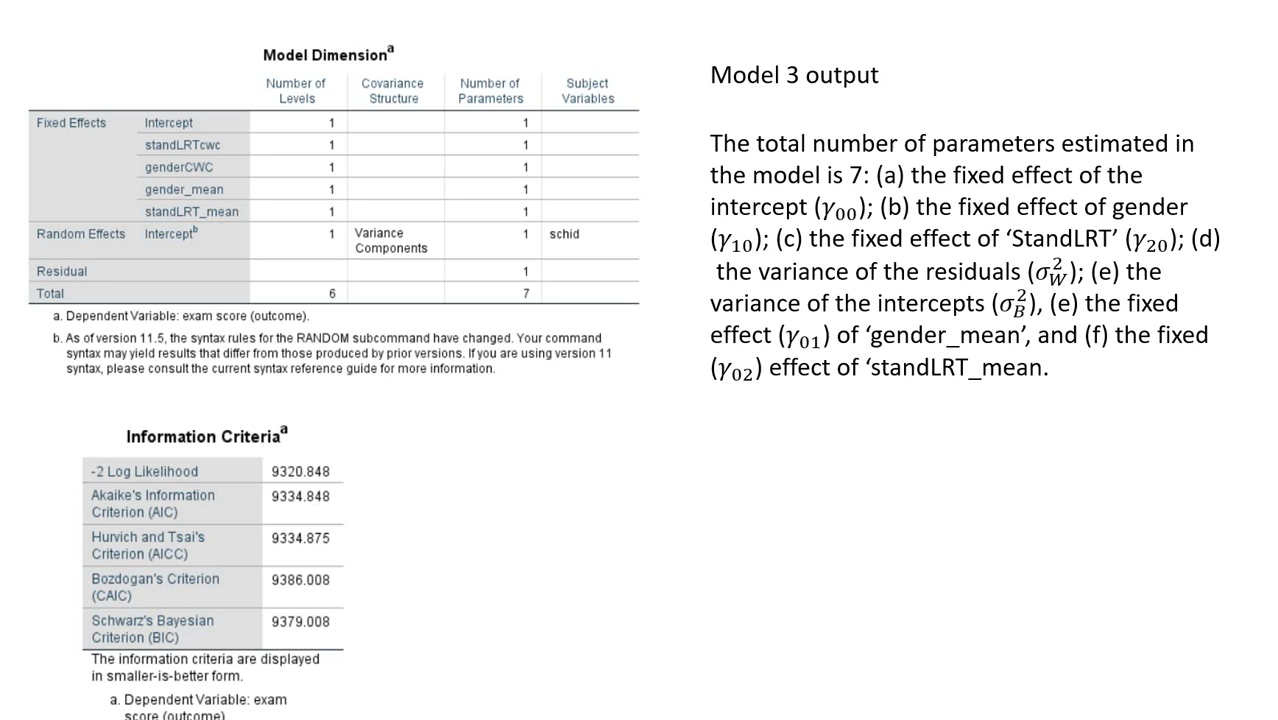 Model Dimensionᵃ
Number of Levels Covariance Structure Number of Parameters Subject Variables
Fixed Effects Intercept 1 1
standLRTcwc 1 1
genderCWC 1 1
gender_mean 1 1
standLRT_mean 1 1
Random Effects Interceptᵇ 1 Variance Components 1 schid
Residual 1
Total 6 7
a. Dependent Variable: exam score (outcome).
b. As of version 11.5, the syntax rules for the RANDOM subcommand have changed. Your command
syntax may yield results that differ from those produced by prior versions. If you are using version 11
syntax, please consult the current syntax reference guide for more information.
Information Criteriaᵃ
-2 Log Likelihood 9320.848
Akaike's Information Criterion (AIC) 9334.848
Hurvich and Tsai's Criterion (AICC) 9334.875
Bozdogan's Criterion (CAIC) 9386.008
Schwarz's Bayesian Criterion (BIC) 9379.008
The information criteria are displayed
in smaller-is-better form.
a. Dependent Variable: exam
score (outcome)
Model 3 output
The total number of parameters estimated in
the model is 7: (a) the fixed effect of the
intercept (γ₀₀); (b) the fixed effect of gender
(γ₁₀); (c) the fixed effect of ‘StandLRT’ (γ₂₀); (d)
the variance of the residuals (σ²_W); (e) the
variance of the intercepts (σ²_B), (e) the fixed
effect (γ₀₁) of ‘gender_mean’, and (f) the fixed
(γ₀₂) effect of ‘standLRT_mean.